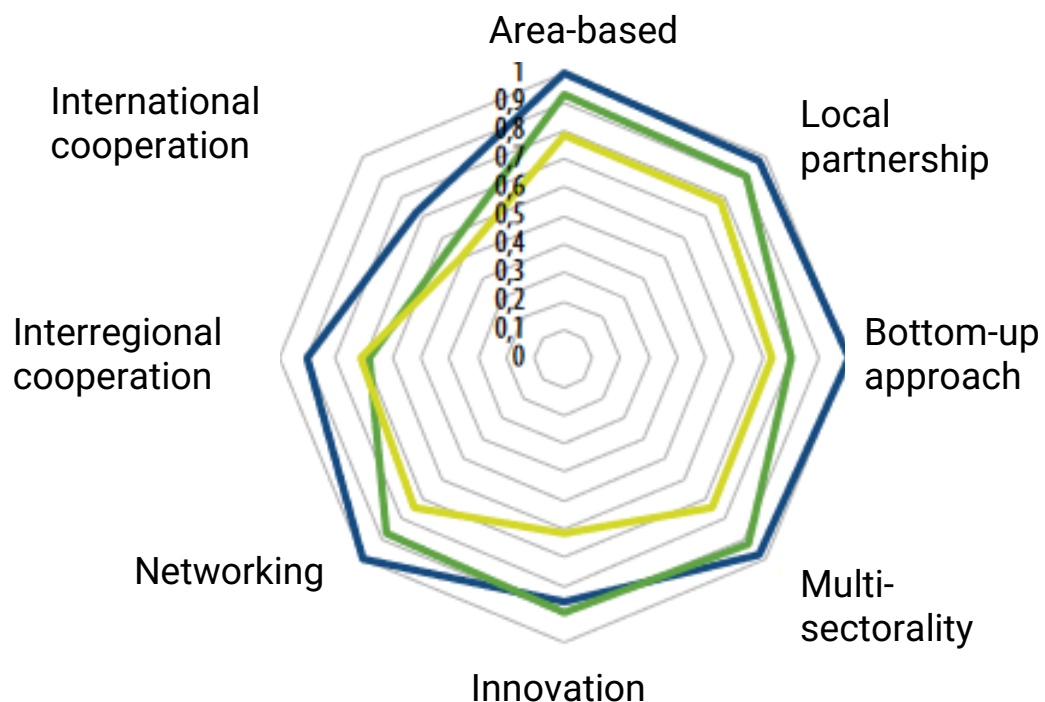 Area-based
International
cooperation
Local
partnership
1
0,9
0,8
0,7
0,6
0,5
0,4
0,3
0,2
0,1
0
Interregional
cooperation
Bottom-up
approach
Networking
Multi-
sectorality
Innovation